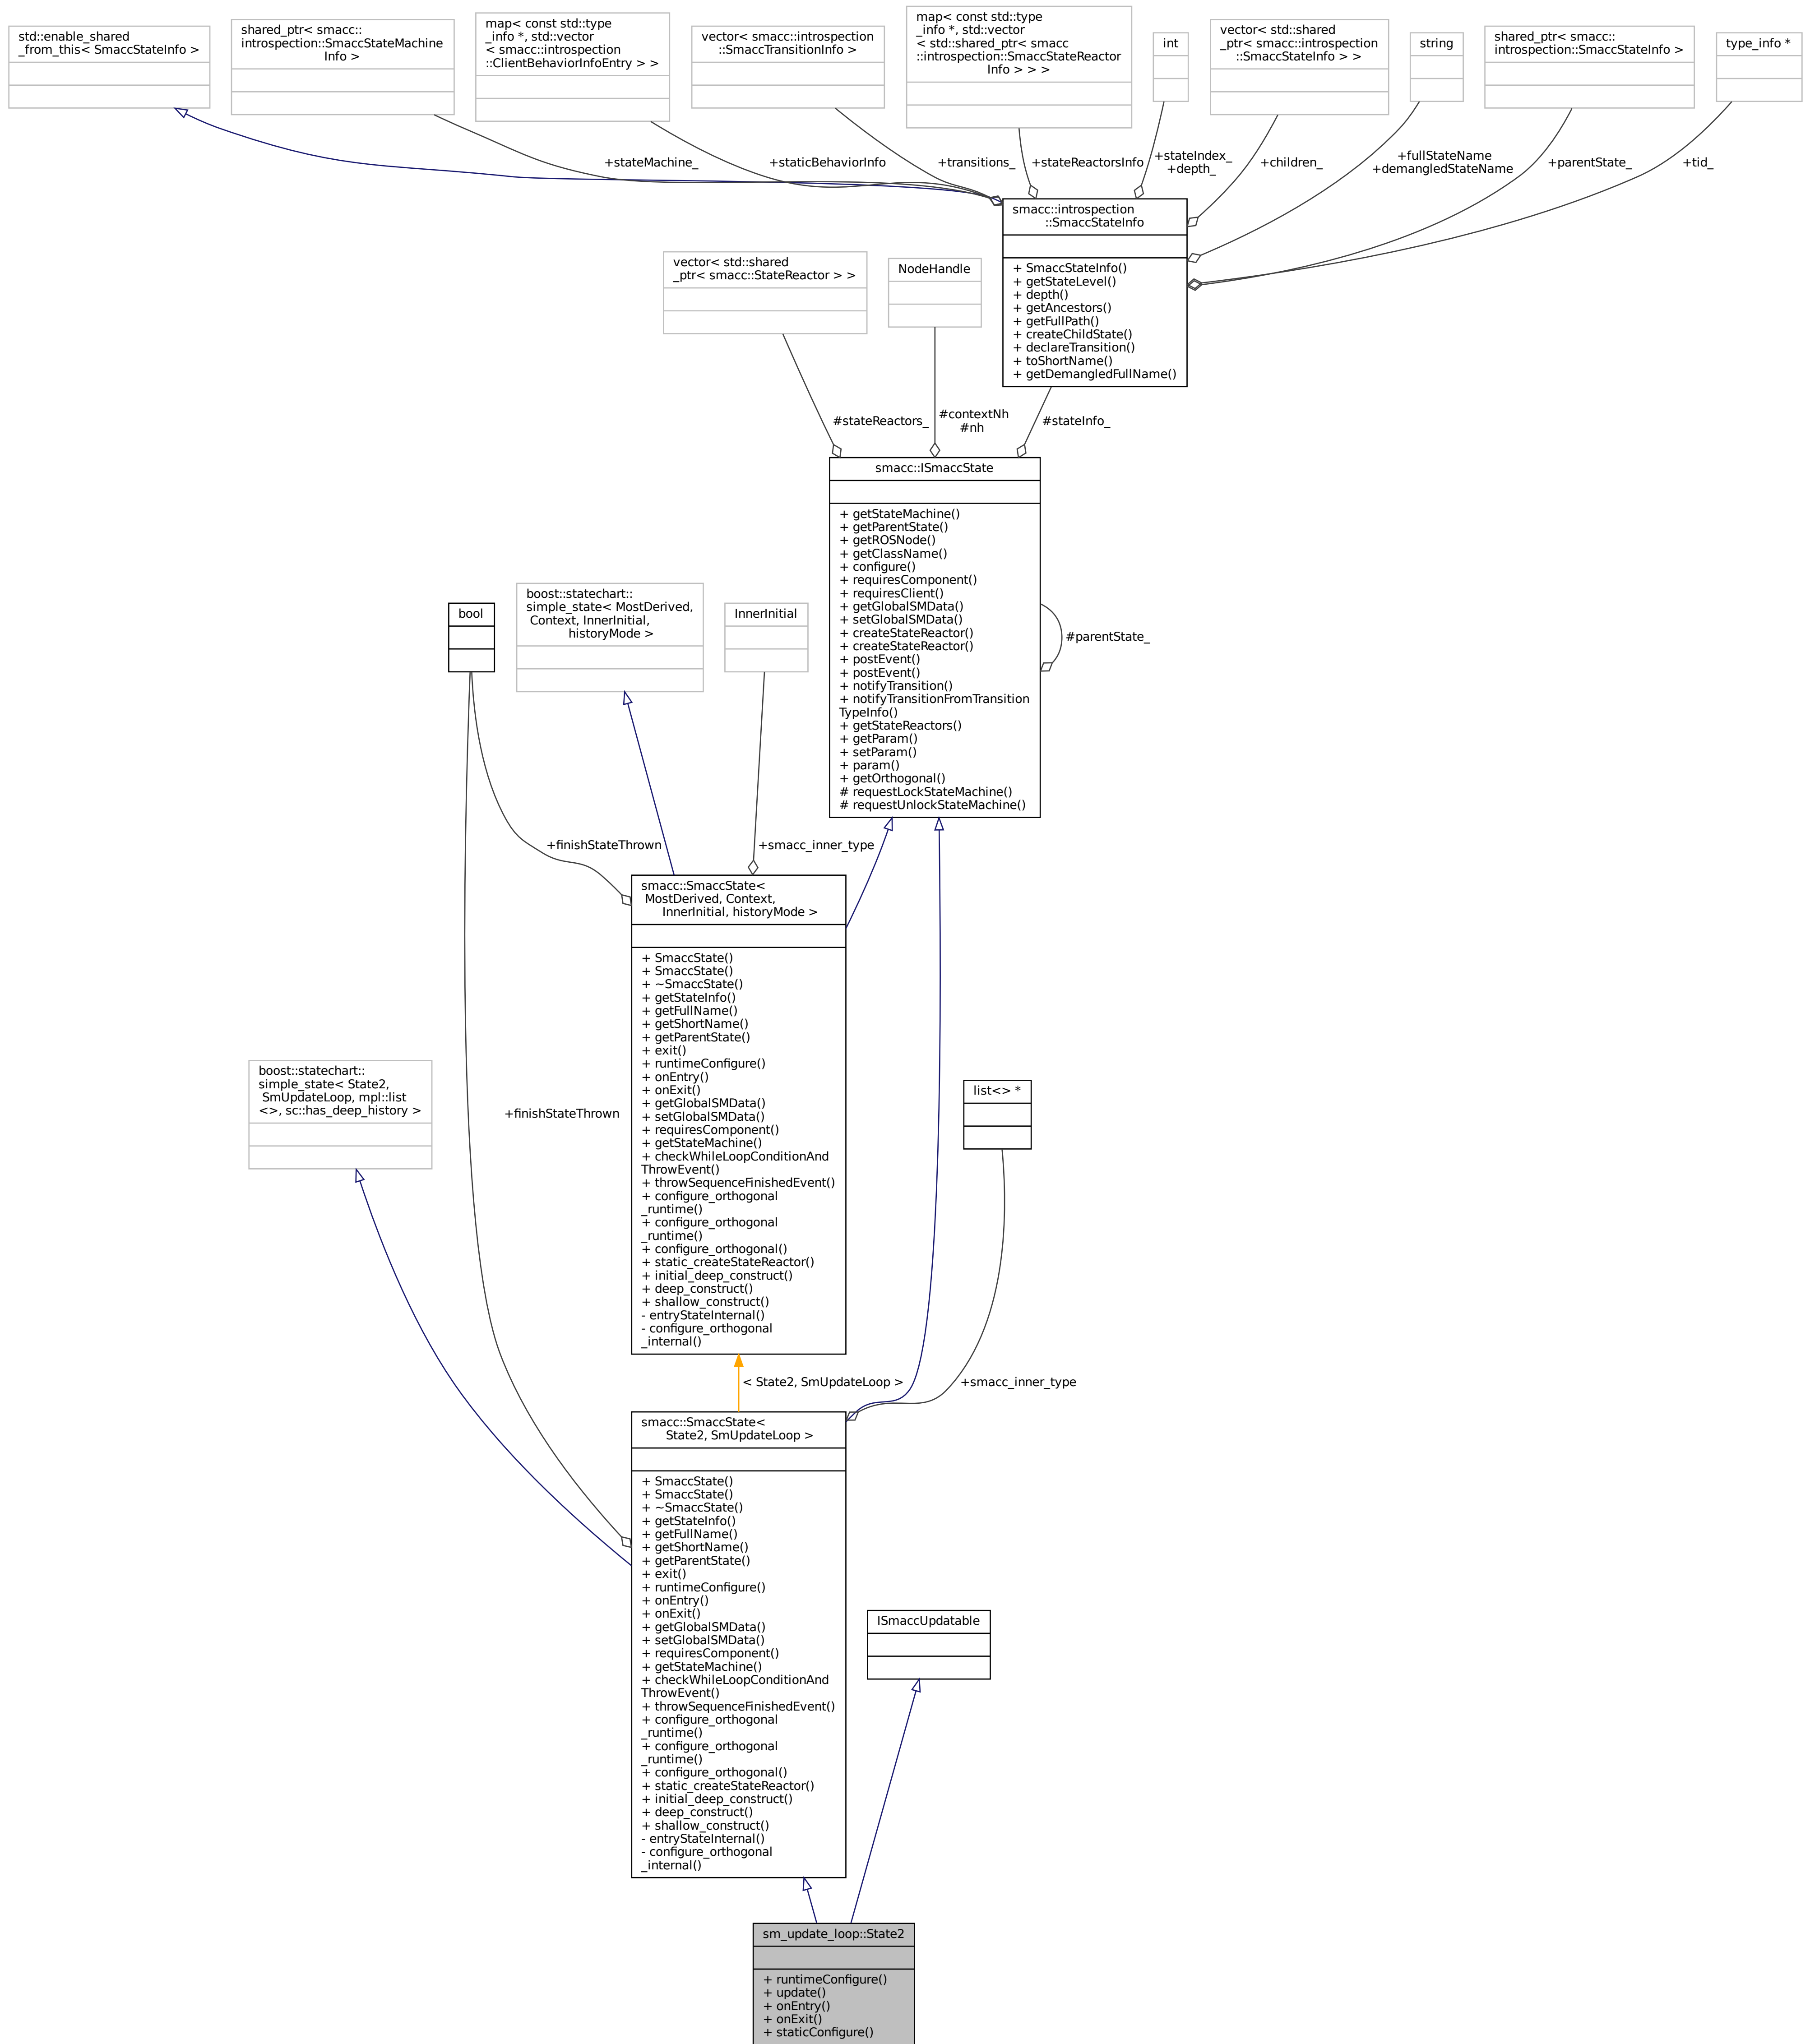 std::enable_shared
_from_this< SmaccStateInfo >
shared_ptr< smacc::
introspection::SmaccStateMachine
Info >
map< const std::type
_info *, std::vector
< smacc::introspection
::ClientBehaviorInfoEntry > >
vector< smacc::introspection
::SmaccTransitionInfo >
map< const std::type
_info *, std::vector
< std::shared_ptr< smacc
::introspection::SmaccStateReactor
Info > > >
int
vector< std::shared
_ptr< smacc::introspection
::SmaccStateInfo > >
string
shared_ptr< smacc::
introspection::SmaccStateInfo >
type_info *
+stateMachine_
+staticBehaviorInfo
+transitions_
+stateReactorsInfo
+stateIndex_
+depth_
+children_
+fullStateName
+demangledStateName
+parentState_
+tid_
smacc::introspection
::SmaccStateInfo
+ SmaccStateInfo()
+ getStateLevel()
+ depth()
+ getAncestors()
+ getFullPath()
+ createChildState()
+ declareTransition()
+ toShortName()
+ getDemangledFullName()
vector< std::shared
_ptr< smacc::StateReactor > >
NodeHandle
#stateReactors_
#contextNh
#nh
#stateInfo_
smacc::ISmaccState
+ getStateMachine()
+ getParentState()
+ getROSNode()
+ getClassName()
+ configure()
+ requiresComponent()
+ requiresClient()
+ getGlobalSMData()
+ setGlobalSMData()
+ createStateReactor()
+ createStateReactor()
+ postEvent()
+ postEvent()
+ notifyTransition()
+ notifyTransitionFromTransition
TypeInfo()
+ getStateReactors()
+ getParam()
+ setParam()
+ param()
+ getOrthogonal()
# requestLockStateMachine()
# requestUnlockStateMachine()
#parentState_
bool
boost::statechart::
simple_state< MostDerived,
Context, InnerInitial,
historyMode >
InnerInitial
+finishStateThrown
+smacc_inner_type
smacc::SmaccState<
MostDerived, Context,
InnerInitial, historyMode >
+ SmaccState()
+ SmaccState()
+ ~SmaccState()
+ getStateInfo()
+ getFullName()
+ getShortName()
+ getParentState()
+ exit()
+ runtimeConfigure()
+ onEntry()
+ onExit()
+ getGlobalSMData()
+ setGlobalSMData()
+ requiresComponent()
+ getStateMachine()
+ checkWhileLoopConditionAnd
ThrowEvent()
+ throwSequenceFinishedEvent()
+ configure_orthogonal
_runtime()
+ configure_orthogonal
_runtime()
+ configure_orthogonal()
+ static_createStateReactor()
+ initial_deep_construct()
+ deep_construct()
+ shallow_construct()
- entryStateInternal()
- configure_orthogonal
_internal()
boost::statechart::
simple_state< State2,
SmUpdateLoop, mpl::list
<>, sc::has_deep_history >
+finishStateThrown
list<> *
< State2, SmUpdateLoop >
+smacc_inner_type
smacc::SmaccState<
State2, SmUpdateLoop >
+ SmaccState()
+ SmaccState()
+ ~SmaccState()
+ getStateInfo()
+ getFullName()
+ getShortName()
+ getParentState()
+ exit()
+ runtimeConfigure()
+ onEntry()
+ onExit()
+ getGlobalSMData()
+ setGlobalSMData()
+ requiresComponent()
+ getStateMachine()
+ checkWhileLoopConditionAnd
ThrowEvent()
+ throwSequenceFinishedEvent()
+ configure_orthogonal
_runtime()
+ configure_orthogonal
_runtime()
+ configure_orthogonal()
+ static_createStateReactor()
+ initial_deep_construct()
+ deep_construct()
+ shallow_construct()
- entryStateInternal()
- configure_orthogonal
_internal()
ISmaccUpdatable
sm_update_loop::State2
+ runtimeConfigure()
+ update()
+ onEntry()
+ onExit()
+ staticConfigure()